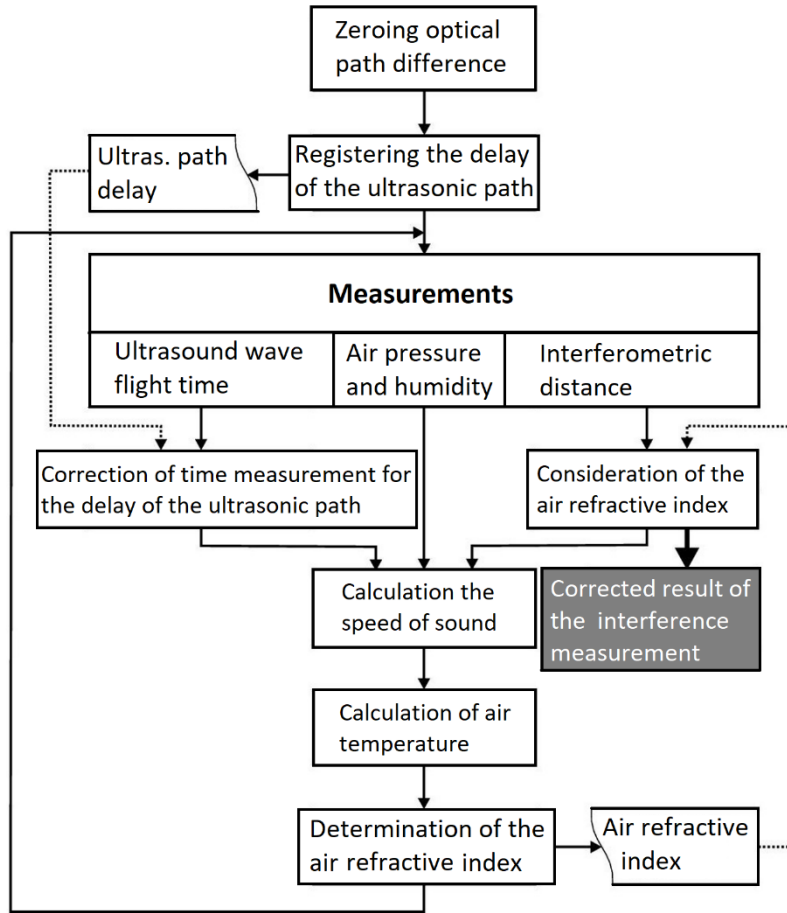 Zeroing optical
path difference
Ultras. path
delay
Registering the delay
of the ultrasonic path
Measurements
Ultrasound wave
flight time
Air pressure
and humidity
Interferometric
distance
Correction of time measurement for
the delay of the ultrasonic path
Consideration of the
air refractive index
Calculation the
speed of sound
Corrected result of
the interference
measurement
Calculation of air
temperature
Determination of the
air refractive index
Air refractive
index